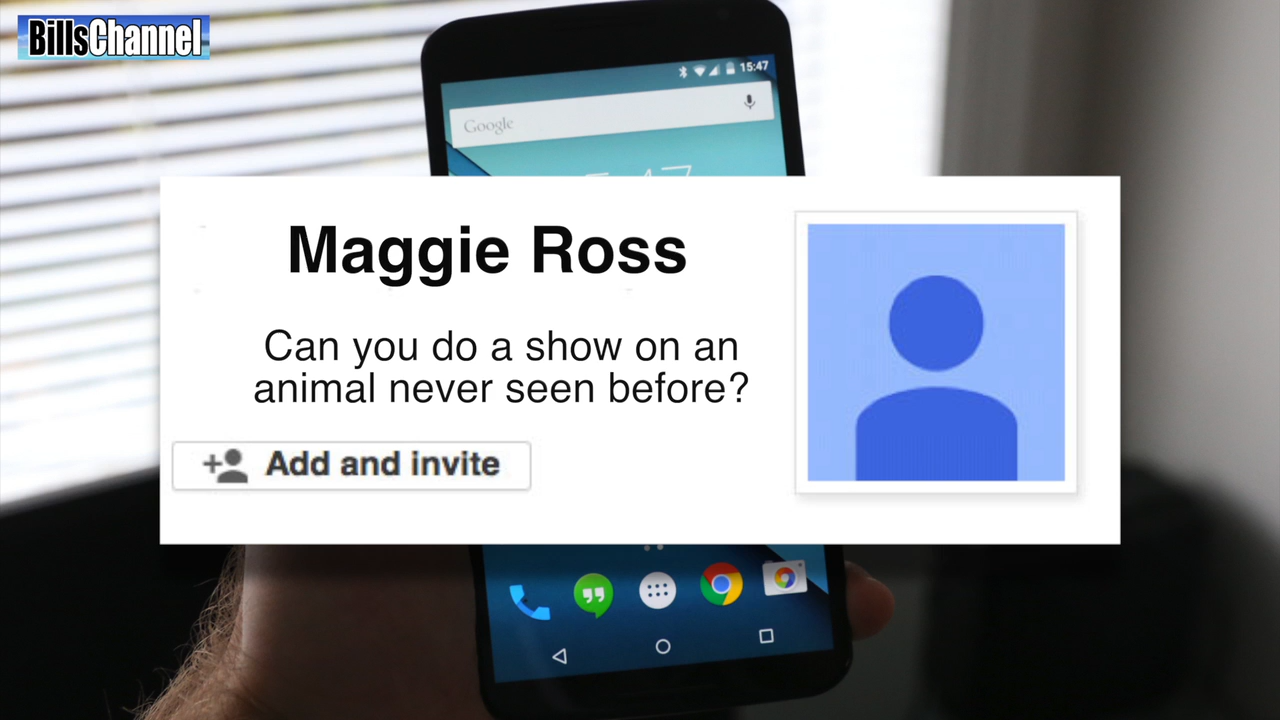 BillsChannel
15:47
Google
Maggie Ross
Can you do a show on an
animal never seen before?
Add and invite